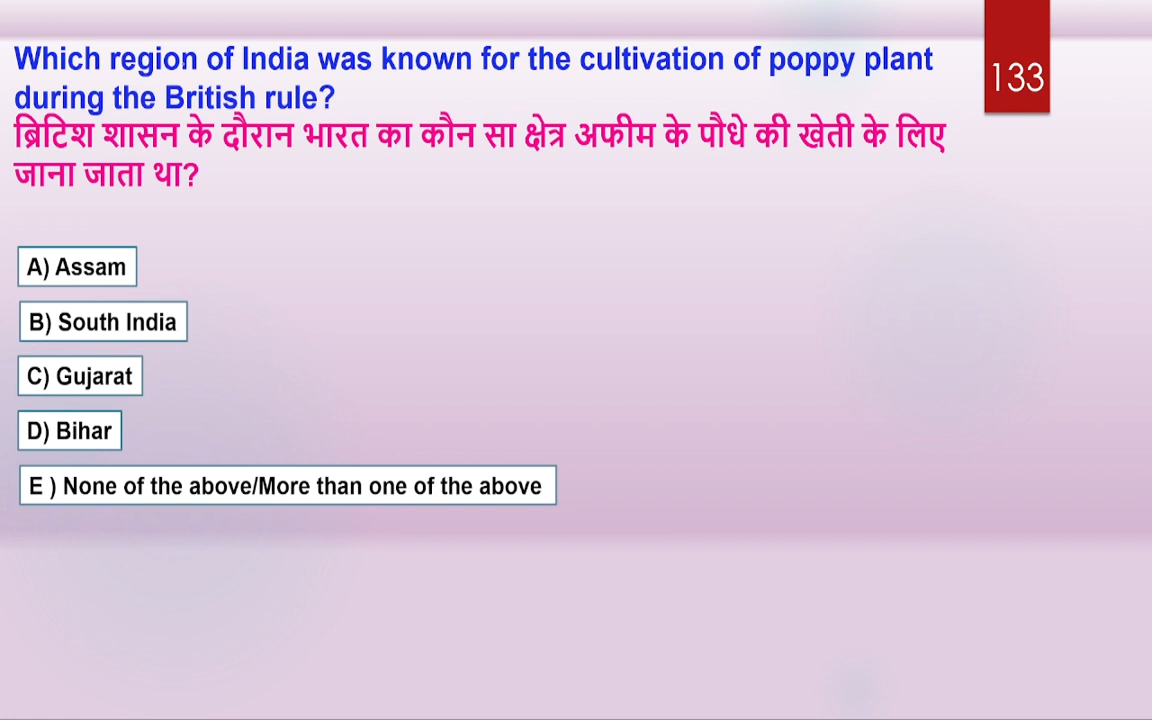 Which region of India was known for the cultivation of poppy plant
during the British rule?
ब्रिटिश शासन के दौरान भारत का कौन सा क्षेत्र अफीम के पौधे की खेती के लिए
जाना जाता था?
133
A) Assam
B) South India
C) Gujarat
D) Bihar
E ) None of the above/More than one of the above